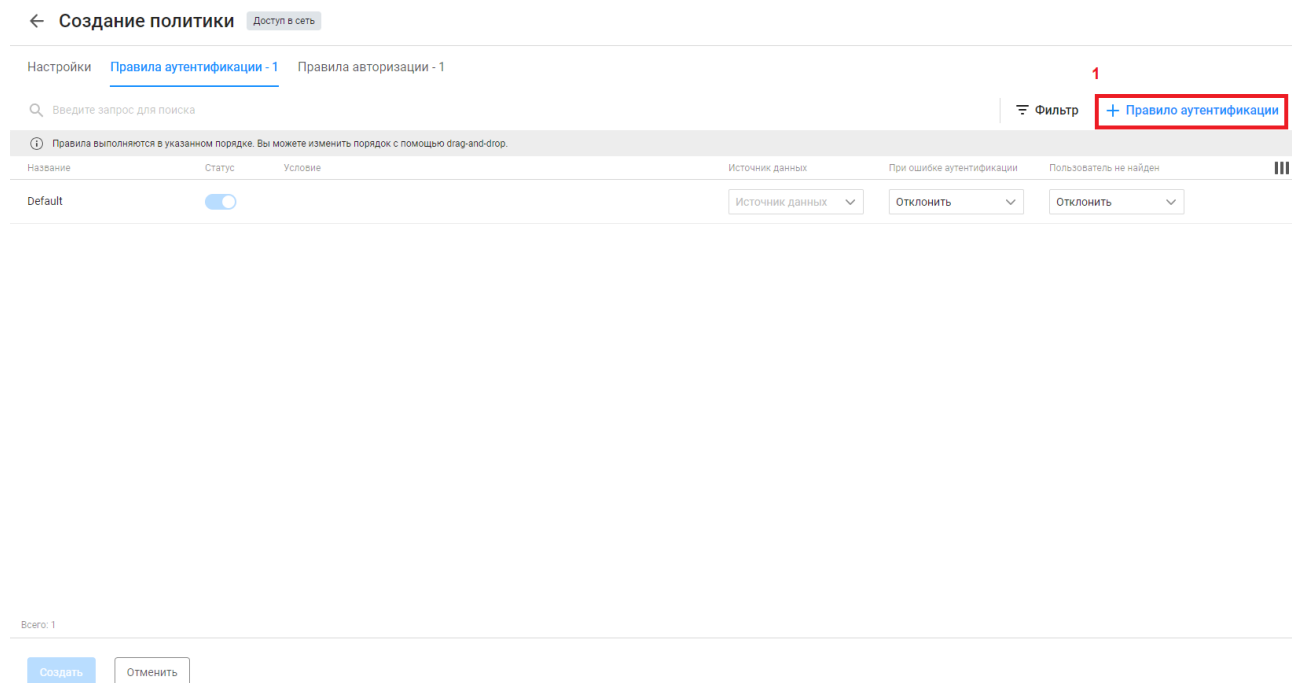 Создание политики Доступ в сеть
Настройки Правила аутентификации - 1 Правила авторизации - 1
1
Введите запрос для поиска Фильтр + Правило аутентификации
Правила выполняются в указанном порядке. Вы можете изменить порядок с помощью drag-and-drop.
Название Статус Условие Источник данных При ошибке аутентификации Пользователь не найден
Default Источник данных Отклонить Отклонить
Всего: 1
Создать Отменить